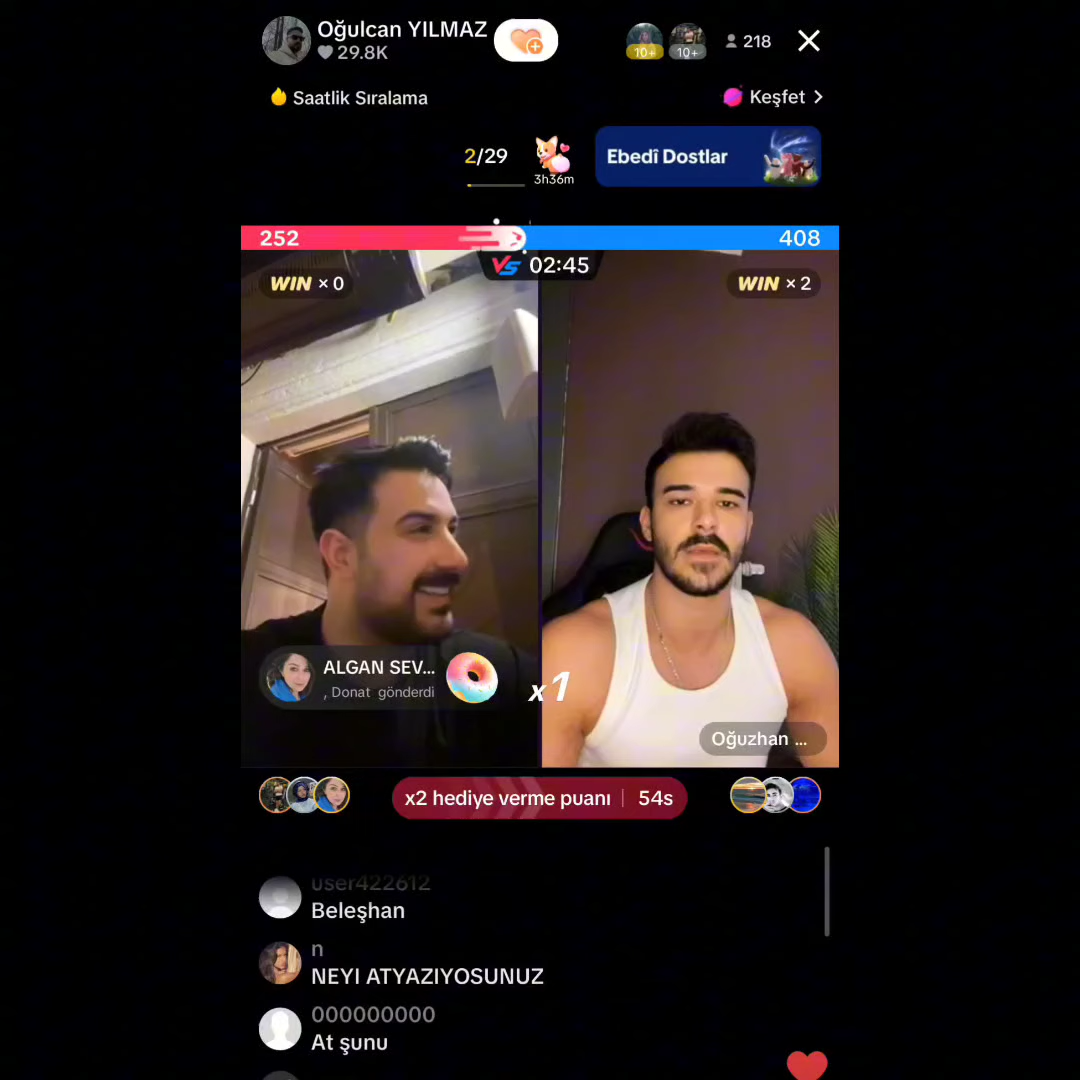 Oğulcan YILMAZ
29.8K
10+
10+
218
Saatlik Sıralama
Keşfet
2/29
3h36m
Ebedî Dostlar
252
408
VS 02:45
WIN × 0
WIN × 2
ALGAN SEV...
, Donat gönderdi
x1
Oğuzhan ...
x2 hediye verme puanı
54s
user422612
Beleşhan
n
NEYI ATYAZIYOSUNUZ
000000000
At şunu